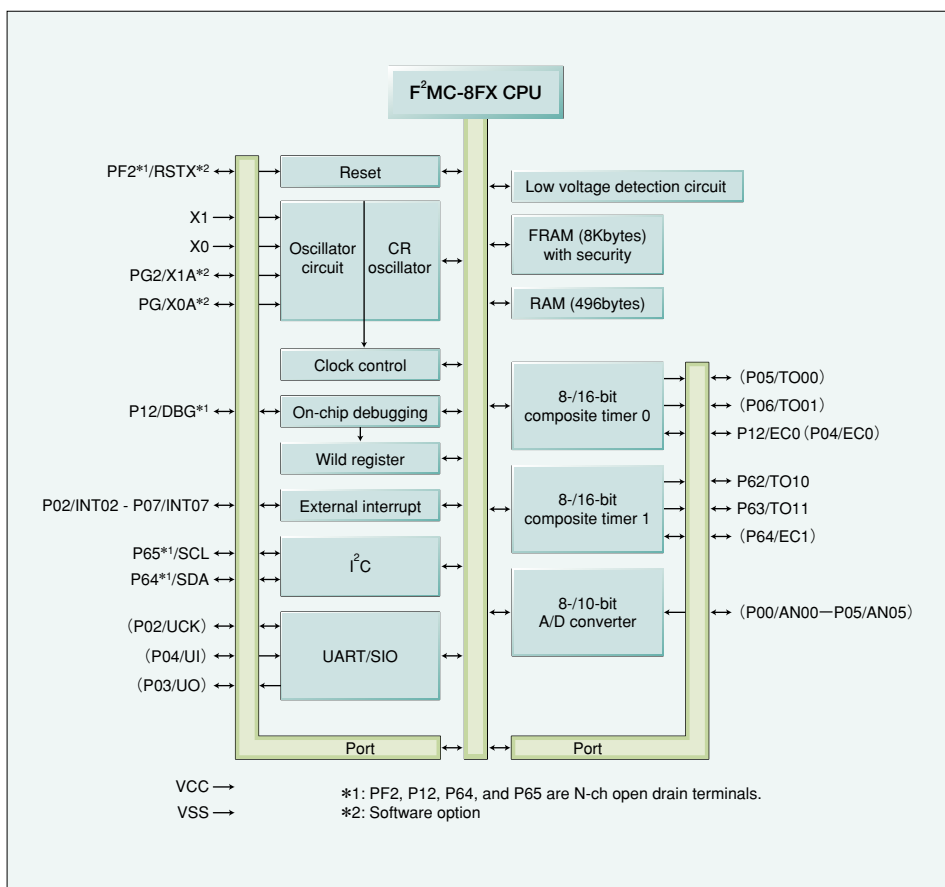 F²MC-8FX CPU
PF2*1/RSTX*2
Reset
Low voltage detection circuit
X1
X0
PG2/X1A*2
PG/X0A*2
Oscillator
circuit
CR
oscillator
FRAM (8Kbytes)
with security
RAM (496bytes)
Clock control
P12/DBG*1
On-chip debugging
Wild register
8-/16-bit
composite timer 0
(P05/TO00)
(P06/TO01)
P12/EC0 (P04/EC0)
P02/INT02 - P07/INT07
External interrupt
8-/16-bit
composite timer 1
P62/TO10
P63/TO11
(P64/EC1)
P65*1/SCL
P64*1/SDA
I²C
8-/10-bit
A/D converter
(P00/AN00—P05/AN05)
(P02/UCK)
(P04/UI)
(P03/UO)
UART/SIO
Port
Port
VCC
VSS
*1: PF2, P12, P64, and P65 are N-ch open drain terminals.
*2: Software option